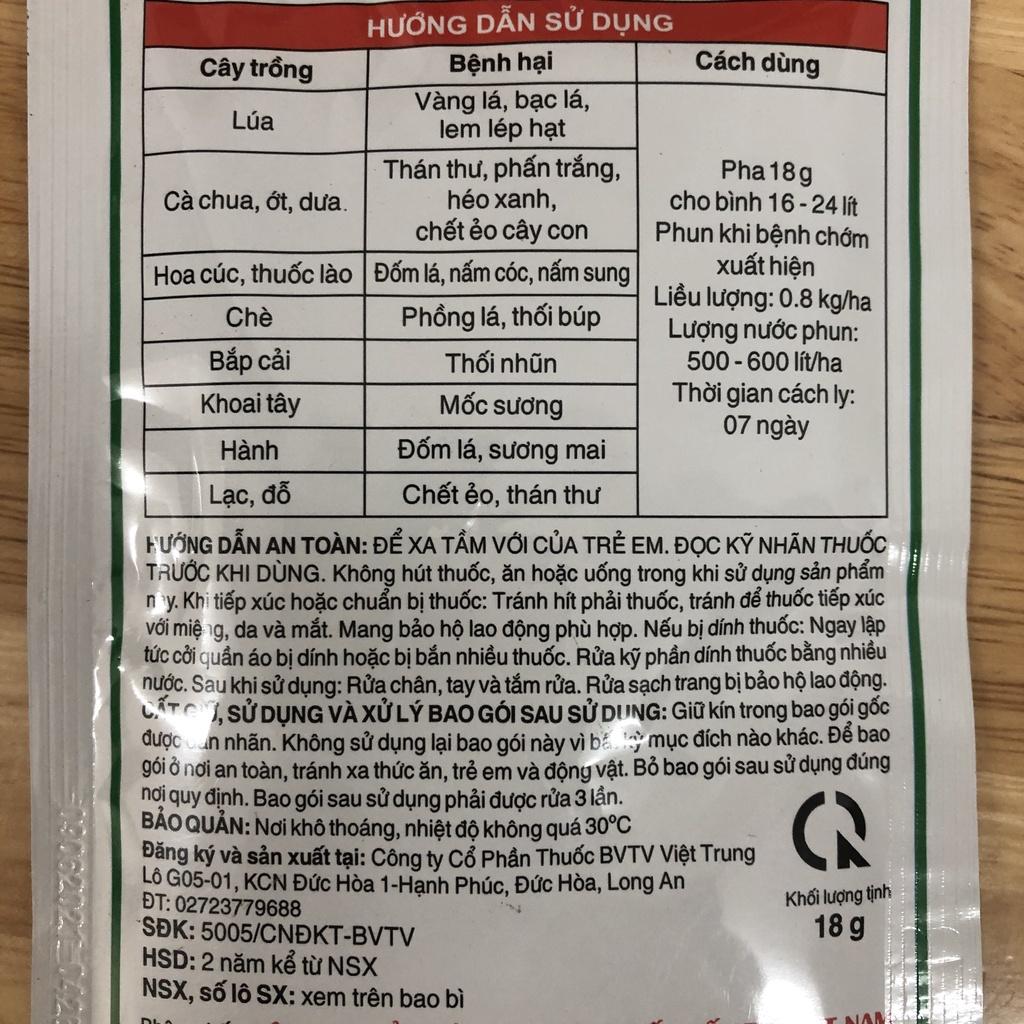 HƯỚNG DẪN SỬ DỤNG
Cây trồng Bệnh hại Cách dùng
Lúa
Vàng lá, bạc lá,
lem lép hạt
Cà chua, ớt, dưa.
Thán thư, phấn trắng,
héo xanh,
chết ẻo cây con
Hoa cúc, thuốc lào
Đốm lá, nấm cóc, nấm sung
Chè
Phồng lá, thối búp
Bắp cải
Thối nhũn
Khoai tây
Mốc sương
Hành
Đốm lá, sương mai
Lạc, đỗ
Chết ẻo, thán thư
Pha 18 g
cho bình 16 - 24 lít
Phun khi bệnh chớm
xuất hiện
Liều lượng: 0.8 kg/ha
Lượng nước phun:
500 - 600 lít/ha
Thời gian cách ly:
07 ngày
HƯỚNG DẪN AN TOÀN: ĐỂ XA TẦM VỚI CỦA TRẺ EM. ĐỌC KỸ NHÃN THUỐC
TRƯỚC KHI DÙNG. Không hút thuốc, ăn hoặc uống trong khi sử dụng sản phẩm
này. Khi tiếp xúc hoặc chuẩn bị thuốc: Tránh hít phải thuốc, tránh để thuốc tiếp xúc
với miệng, da và mắt. Mang bảo hộ lao động phù hợp. Nếu bị dính thuốc: Ngay lập
tức cởi quần áo bị dính hoặc bị bắn nhiều thuốc. Rửa kỹ phần dính thuốc bằng nhiều
nước. Sau khi sử dụng: Rửa chân, tay và tắm rửa. Rửa sạch trang bị bảo hộ lao động.
CẤT GIỮ, SỬ DỤNG VÀ XỬ LÝ BAO GÓI SAU SỬ DỤNG: Giữ kín trong bao gói gốc
được dán nhãn. Không sử dụng lại bao gói này vì bất kỳ mục đích nào khác. Để bao
gói ở nơi an toàn, tránh xa thức ăn, trẻ em và động vật. Bỏ bao gói sau sử dụng đúng
nơi quy định. Bao gói sau sử dụng phải được rửa 3 lần.
BẢO QUẢN: Nơi khô thoáng, nhiệt độ không quá 30ºC
Đăng ký và sản xuất tại: Công ty Cổ Phần Thuốc BVTV Việt Trung
Lô G05-01, KCN Đức Hòa 1-Hạnh Phúc, Đức Hòa, Long An
ĐT: 02723779688
SĐK: 5005/CNĐKT-BVTV
HSD: 2 năm kể từ NSX
NSX, số lô SX: xem trên bao bì
Khối lượng tịnh
18 g